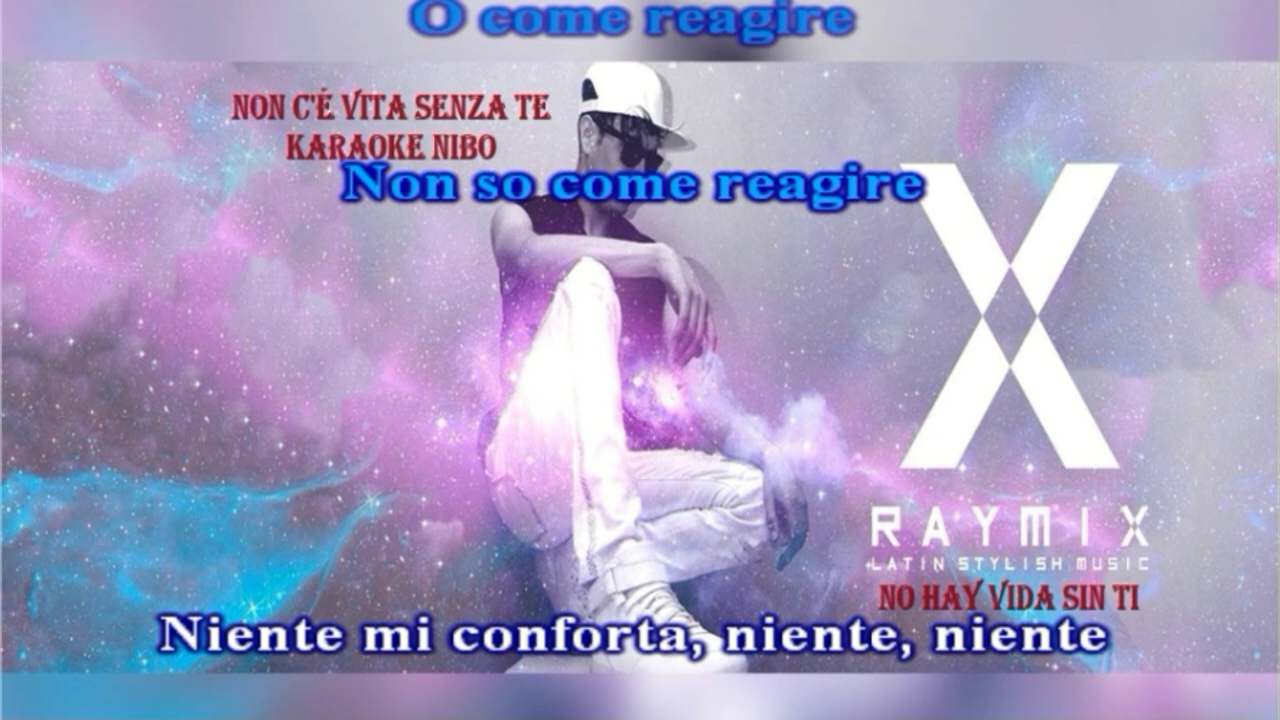 O come reagire
NON C'É VITA SENZA TE
KARAOKE NIBO
Non so come reagire
X
RAYMIX
LATIN STYLISH MUSIC
NO HAY VIDA SIN TI
Niente mi conforta, niente, niente